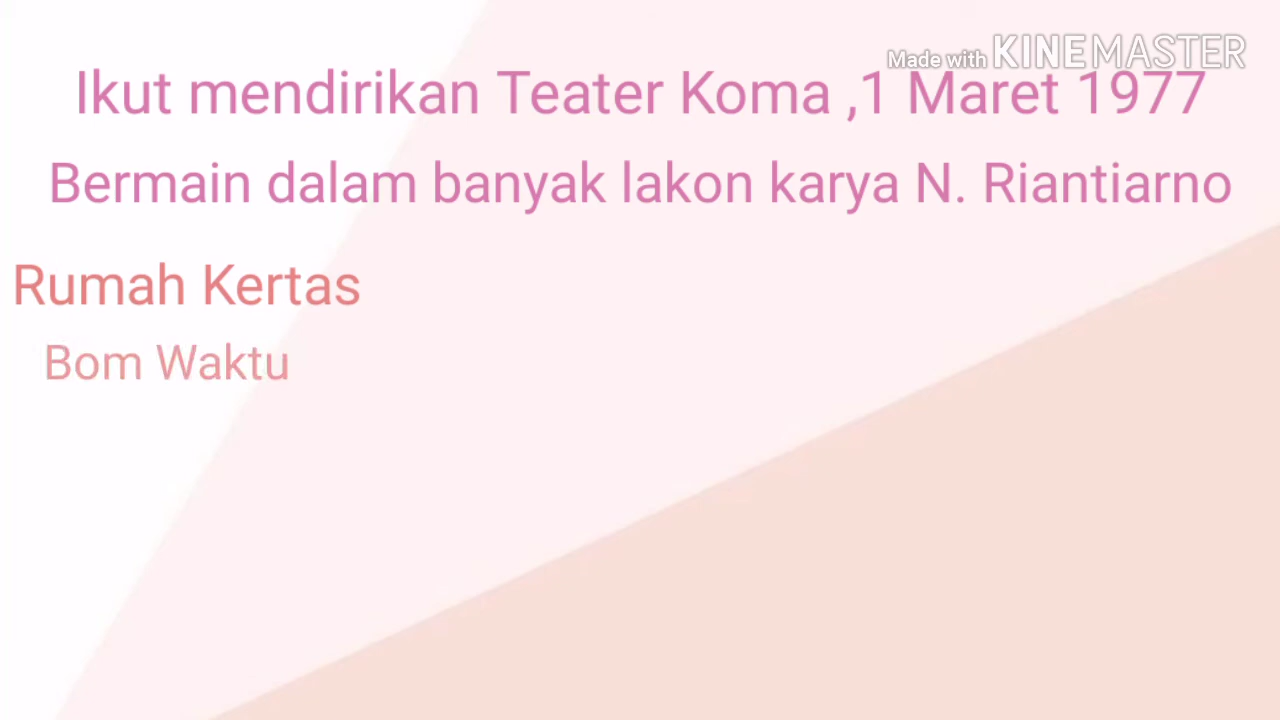 Made with KINEMASTER
Ikut mendirikan Teater Koma ,1 Maret 1977
Bermain dalam banyak lakon karya N. Riantiarno
Rumah Kertas
Bom Waktu